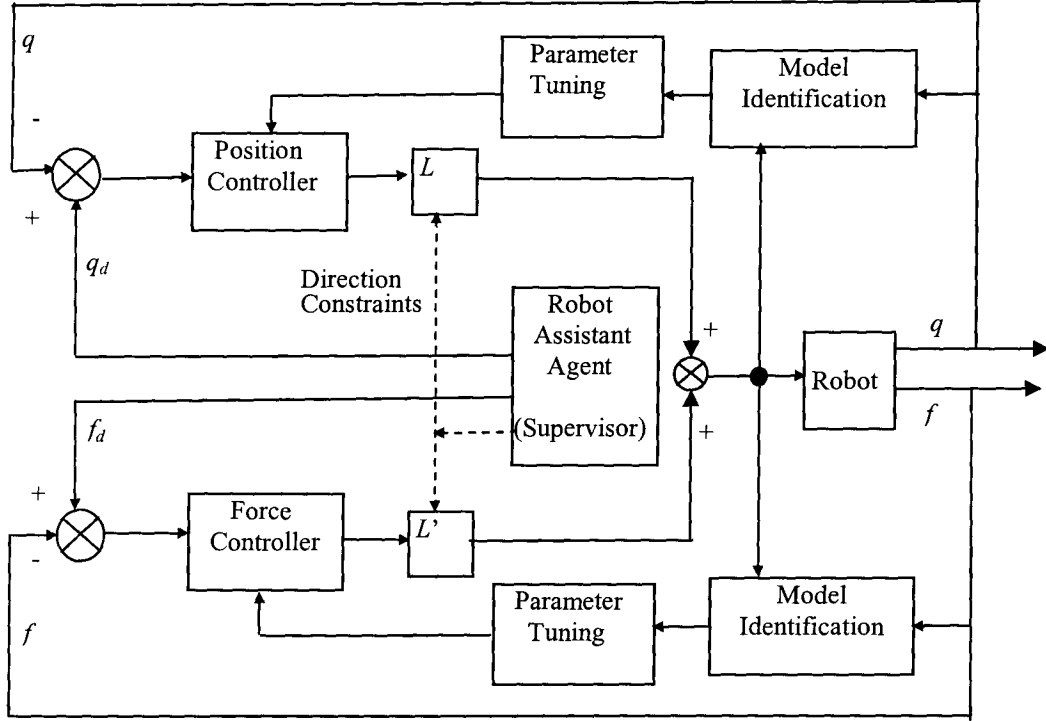 q
Parameter
Tuning
Model
Identification
-
Position
Controller
L
+
q_d
Direction
Constraints
Robot
Assistant
Agent
(Supervisor)
+
+
Robot
q
f
f_d
+
-
Force
Controller
L'
f
Parameter
Tuning
Model
Identification